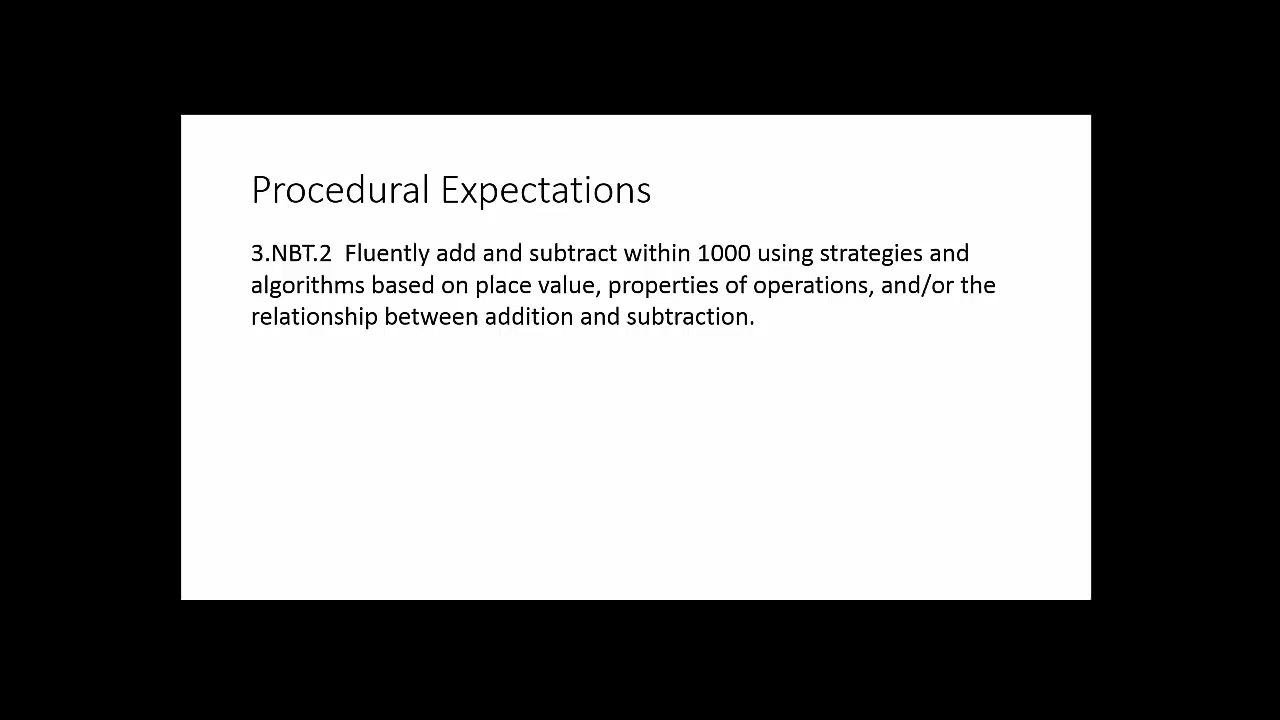 Procedural Expectations
3.NBT.2  Fluently add and subtract within 1000 using strategies and
algorithms based on place value, properties of operations, and/or the
relationship between addition and subtraction.